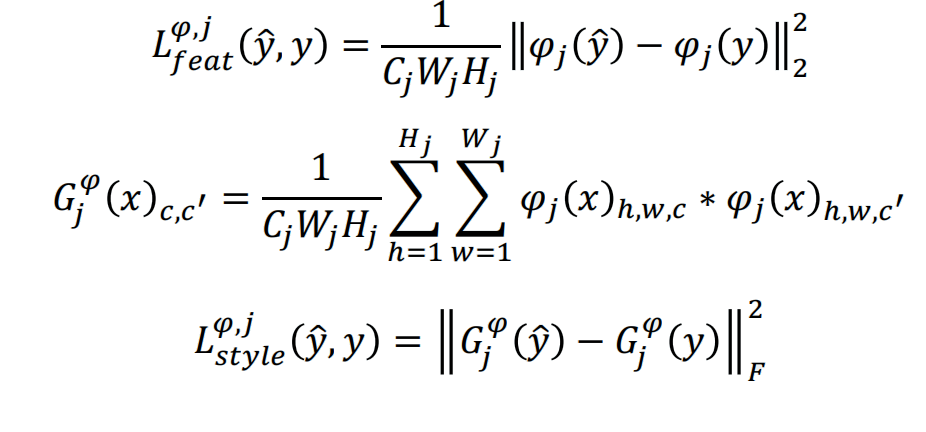 L_{feat}^{φ,j}(ŷ, y) = \frac{1}{C_j W_j H_j} ‖φ_j(ŷ) − φ_j(y)‖_2^2
G_j^φ(x)_{c,c'} = \frac{1}{C_j W_j H_j} \sum_{h=1}^{H_j} \sum_{w=1}^{W_j} φ_j(x)_{h,w,c} * φ_j(x)_{h,w,c'}
L_{style}^{φ,j}(ŷ, y) = ‖G_j^φ(ŷ) − G_j^φ(y)‖_F^2